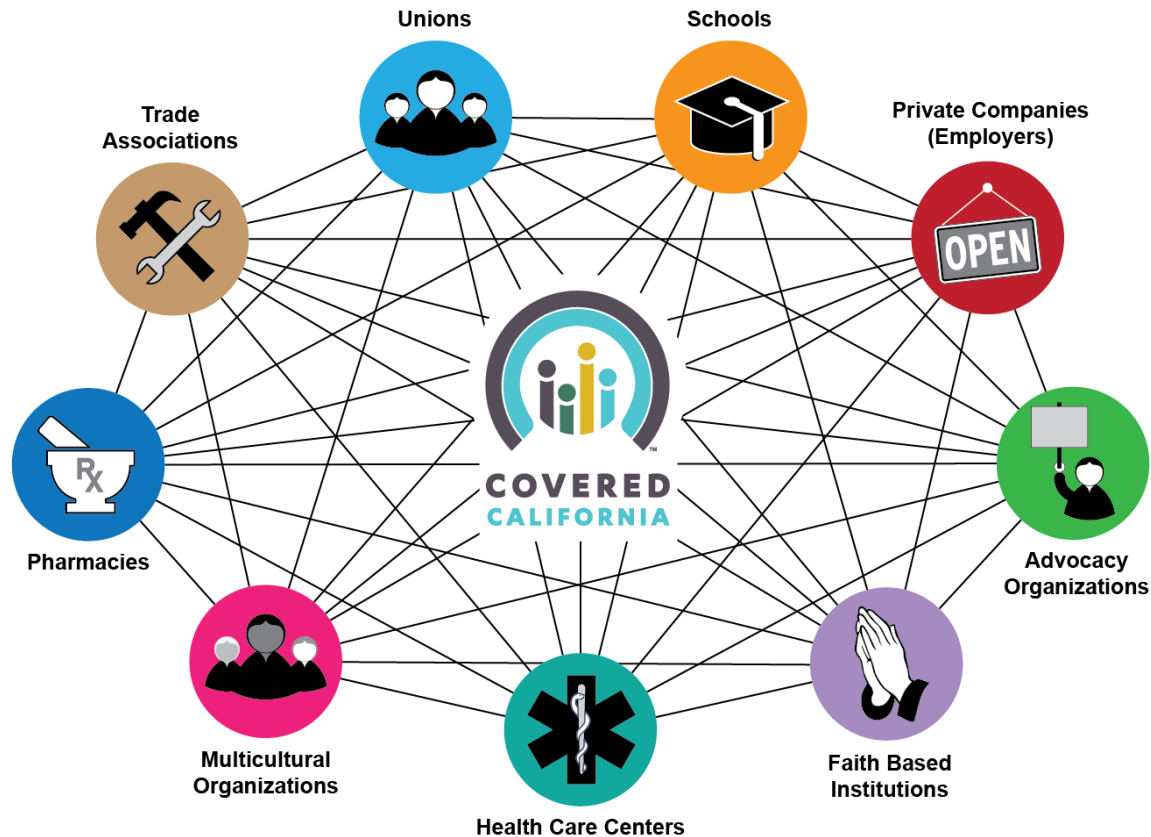 Unions
Schools
Trade
Associations
Private Companies
(Employers)
OPEN
Rx
™
COVERED
CALIFORNIA
Pharmacies
Advocacy
Organizations
Multicultural
Organizations
Faith Based
Institutions
Health Care Centers